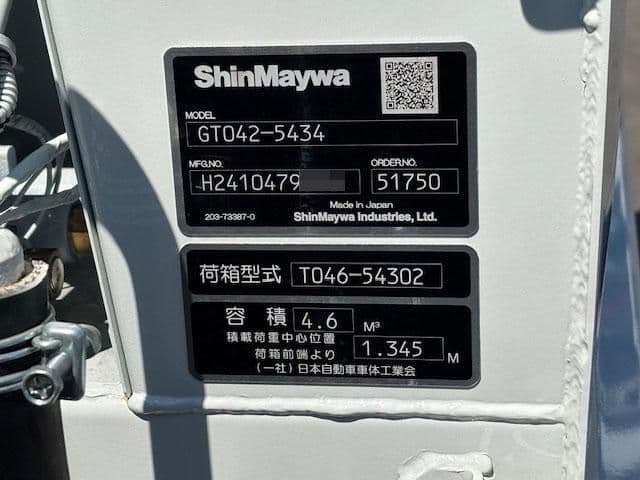 ShinMaywa
MODEL
GT042-5434
MFG.NO. ORDER.NO.
H2410479 51750
Made in Japan
203-73387-0 ShinMaywa Industries, Ltd.
荷箱型式 T046-54302
容積 4.6 M³
積載荷重中心位置
荷箱前端より 1.345 M
(一社)日本自動車車体工業会